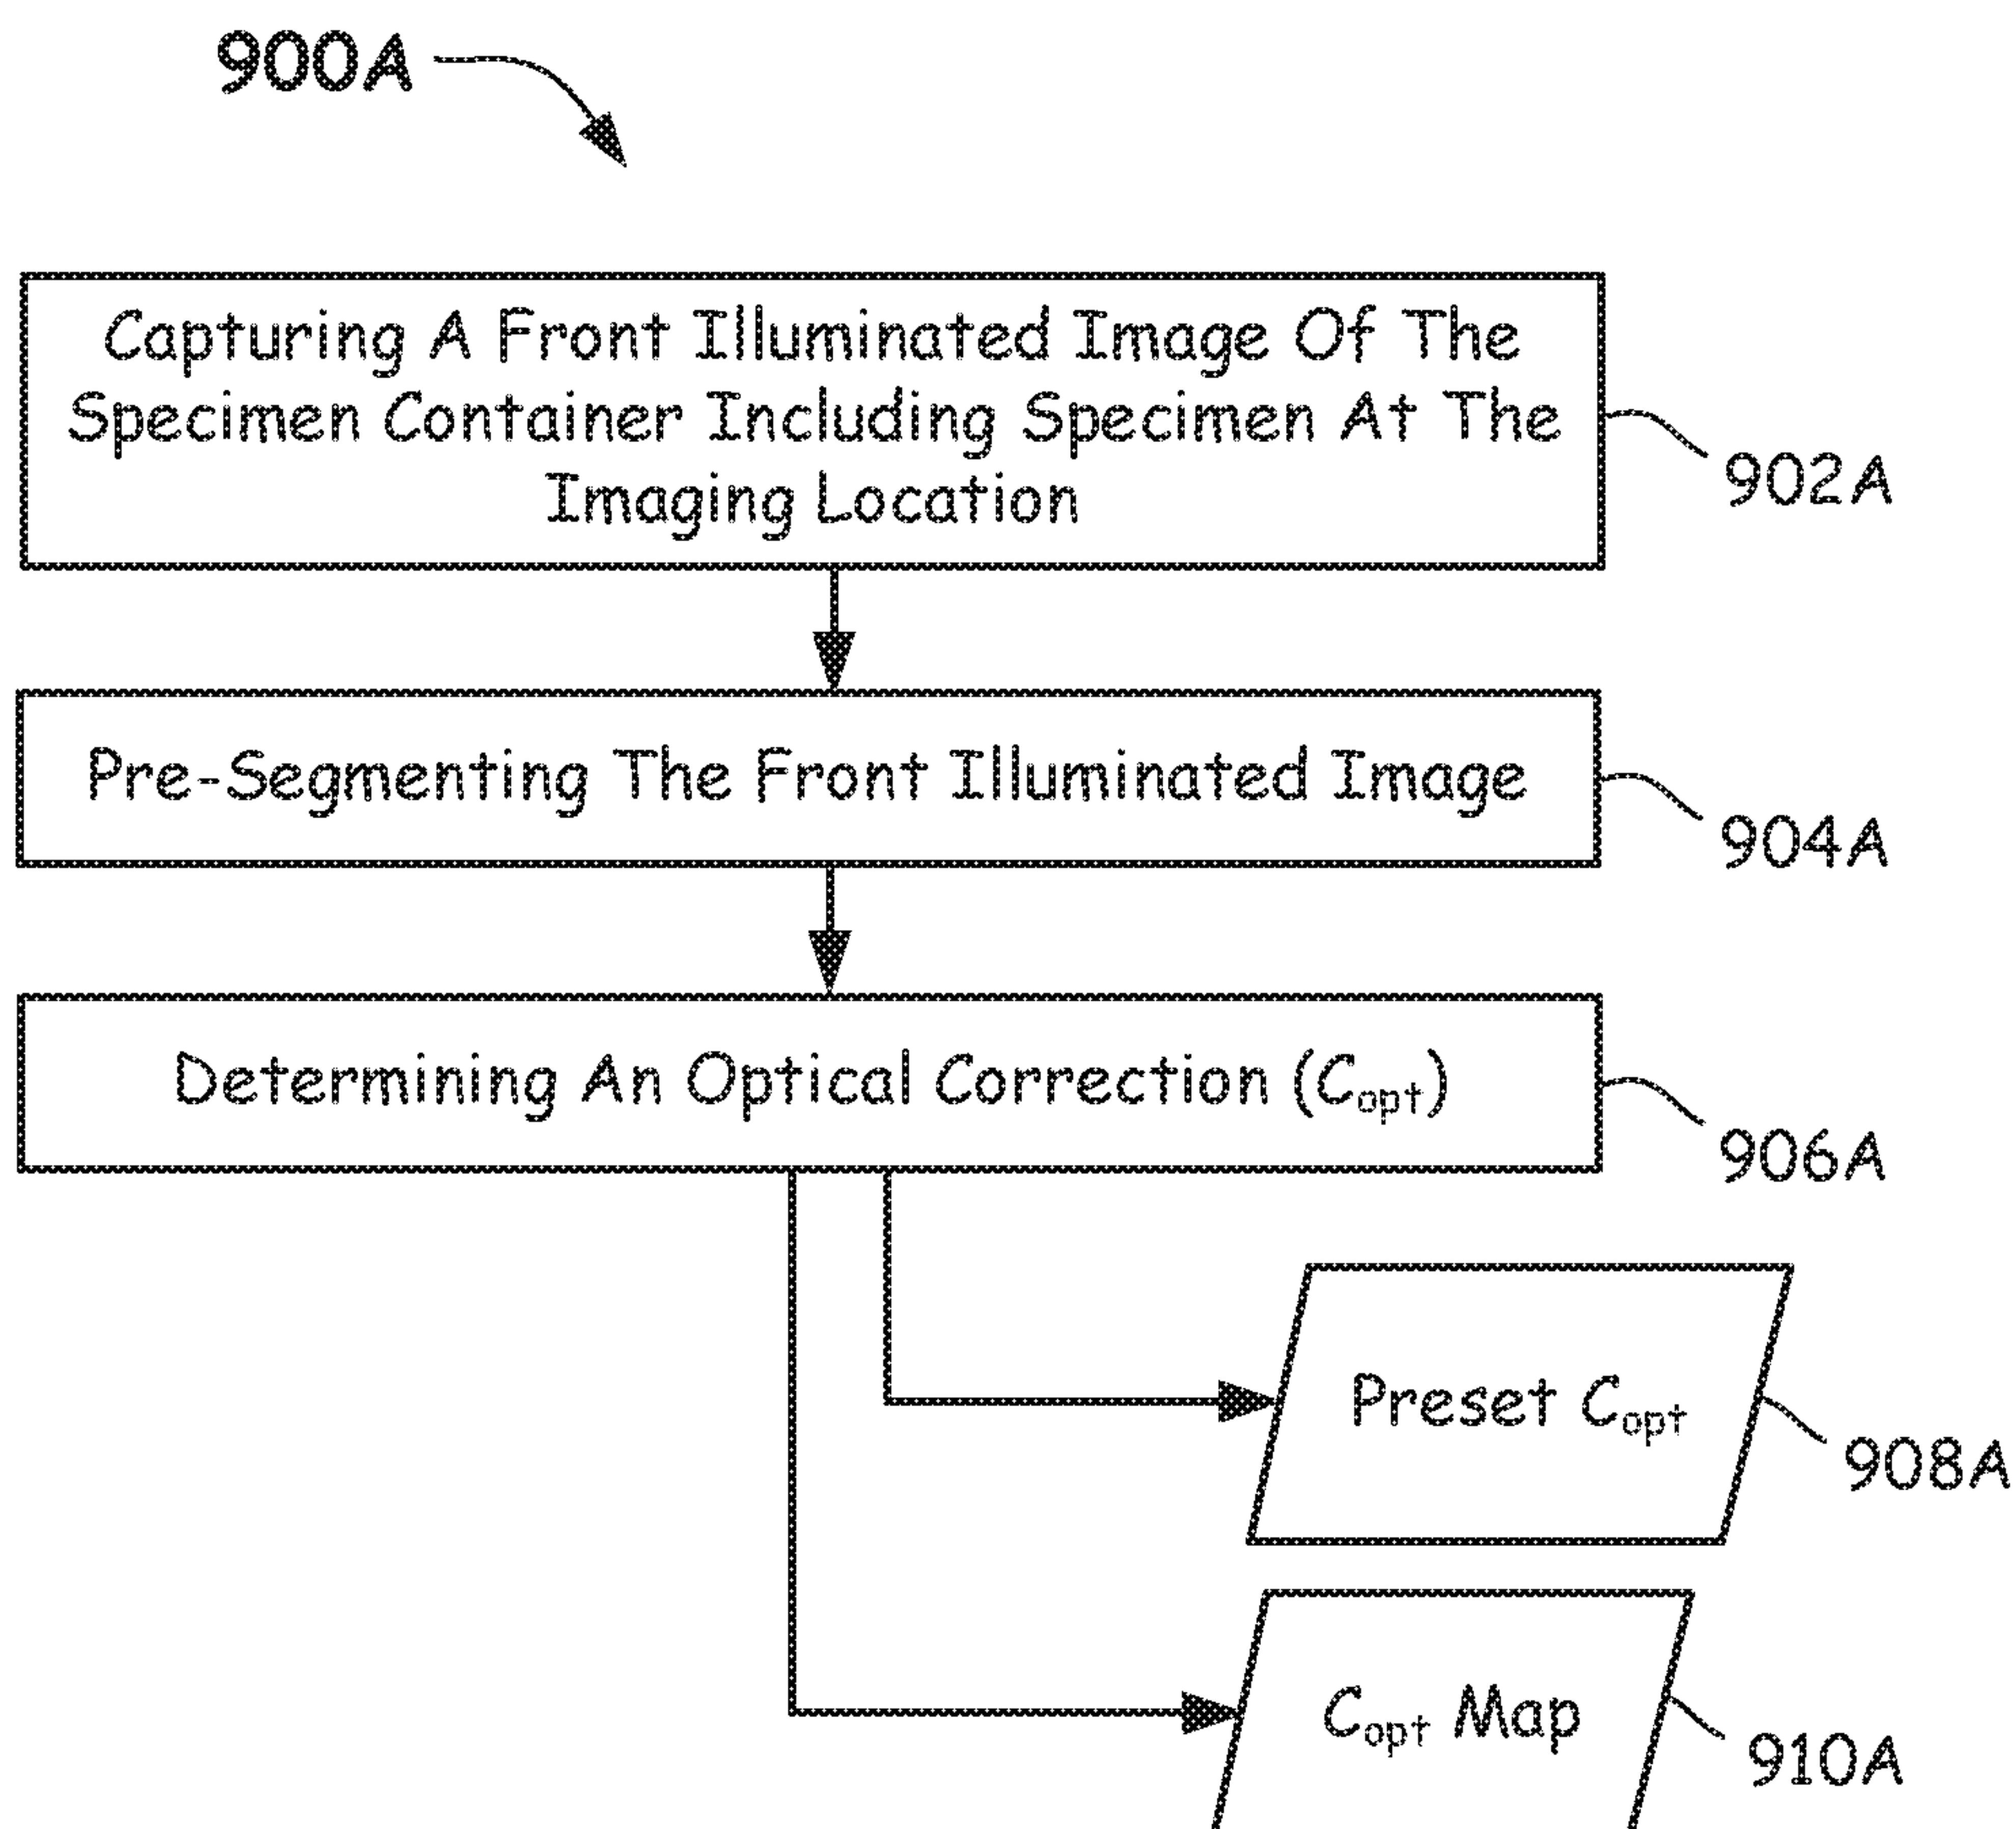 900A
Capturing A Front Illuminated Image Of The
Specimen Container Including Specimen At The
Imaging Location
902A
Pre-Segmenting The Front Illuminated Image
904A
Determining An Optical Correction (Copt)
906A
Preset Copt
908A
Copt Map
910A